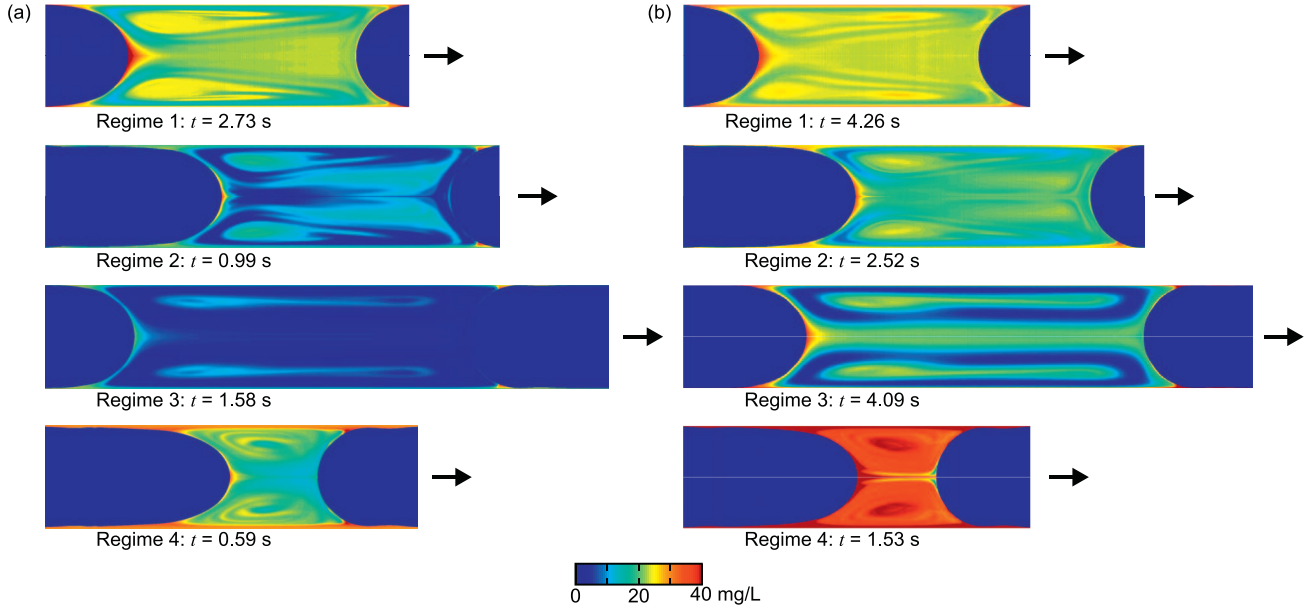 (a)
Regime 1: t = 2.73 s
Regime 2: t = 0.99 s
Regime 3: t = 1.58 s
Regime 4: t = 0.59 s
(b)
Regime 1: t = 4.26 s
Regime 2: t = 2.52 s
Regime 3: t = 4.09 s
Regime 4: t = 1.53 s
0 20 40 mg/L